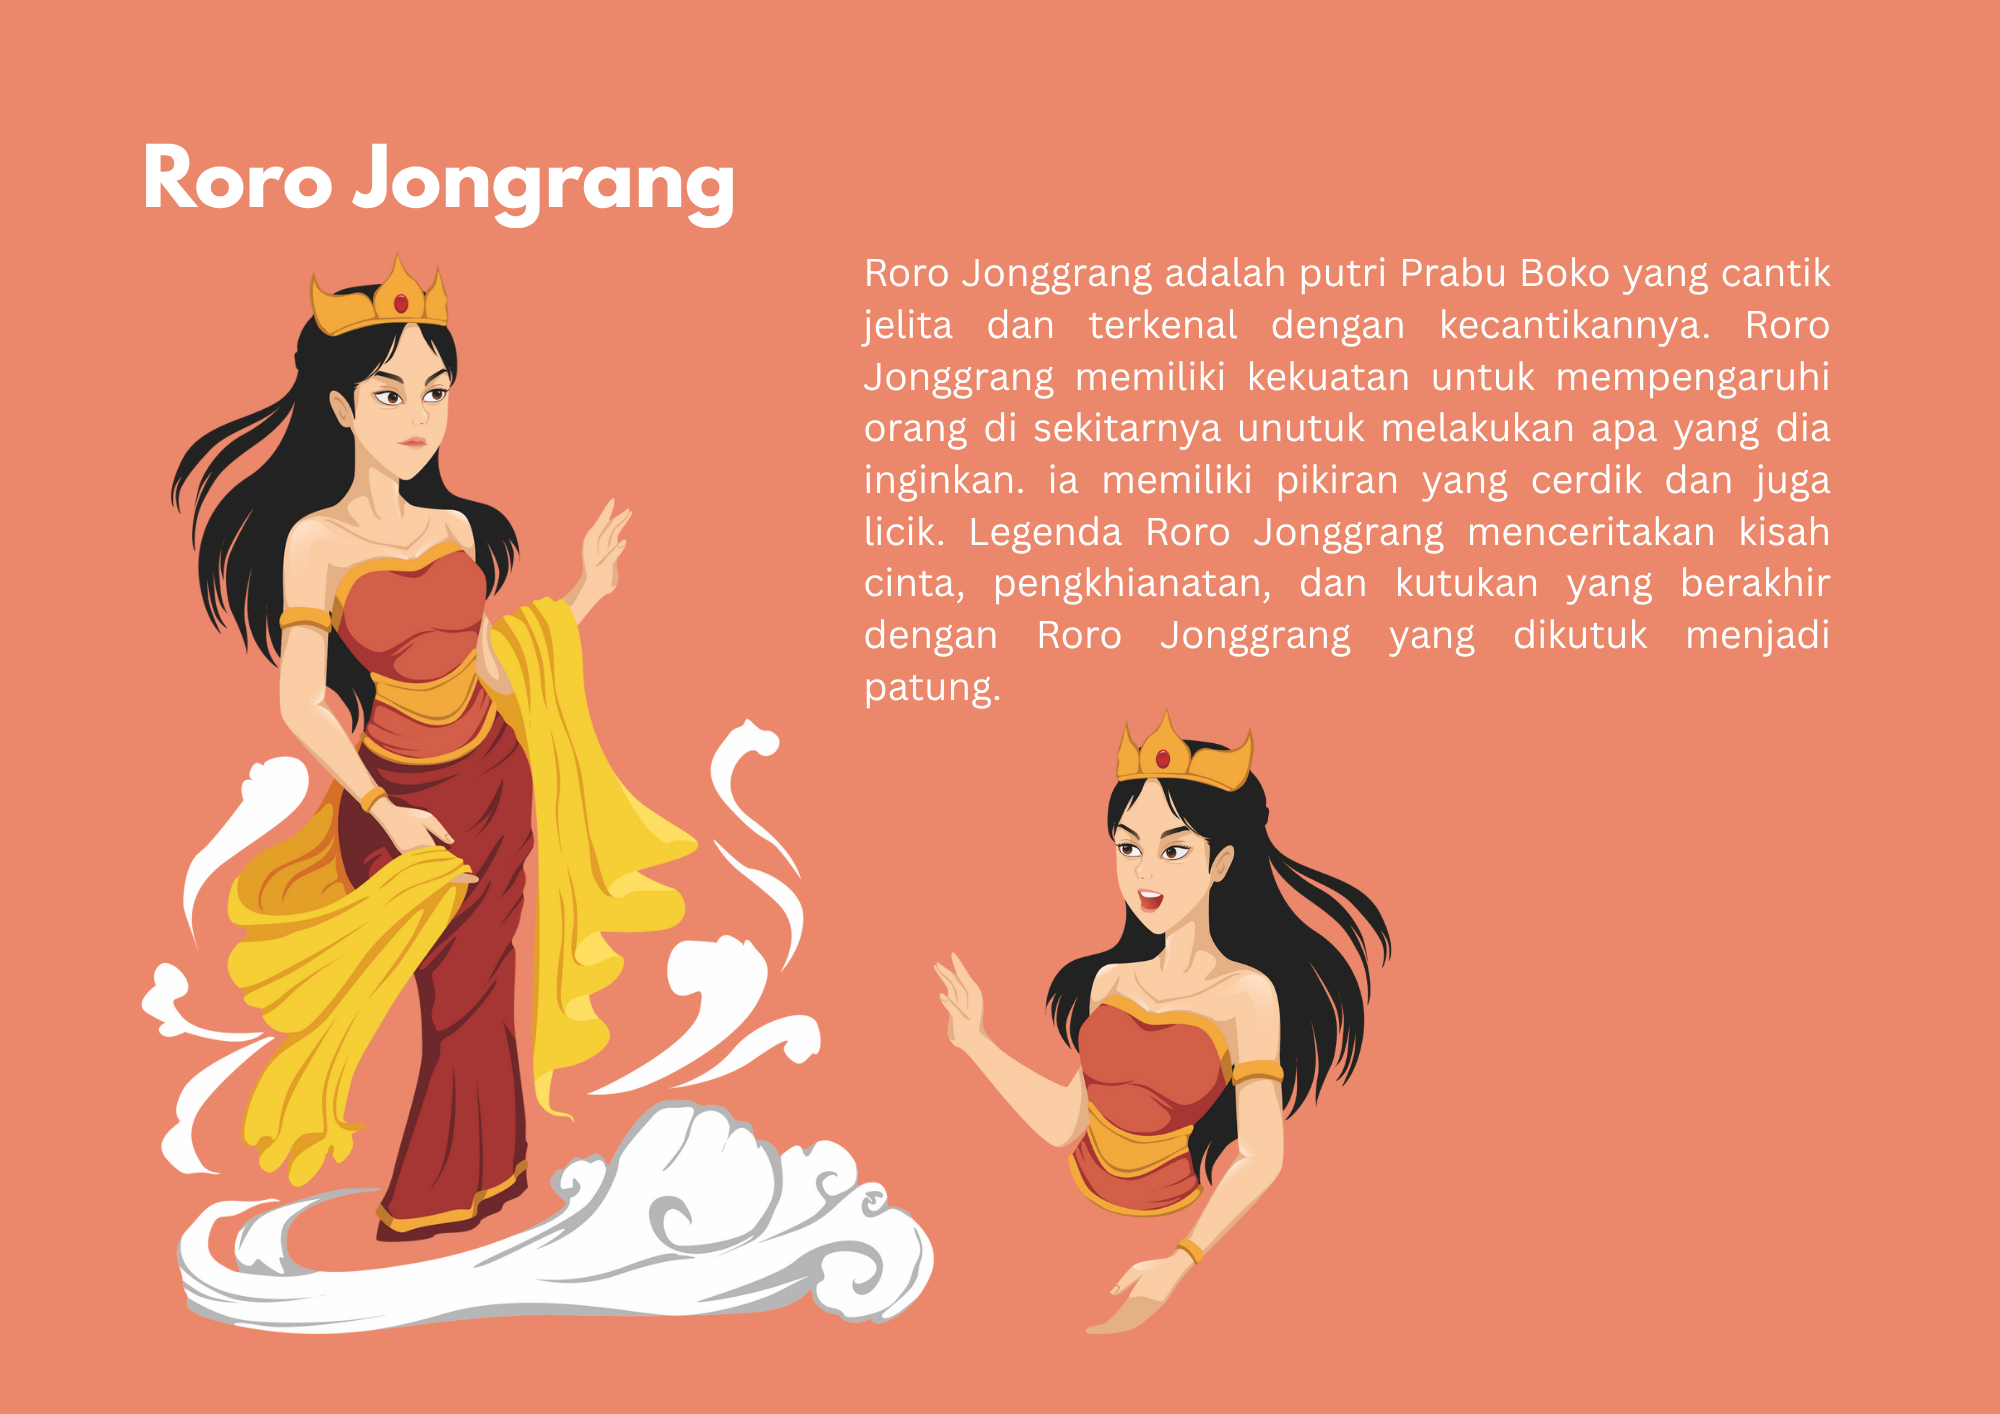 Roro Jongrang
Roro Jonggrang adalah putri Prabu Boko yang cantik
jelita dan terkenal dengan kecantikannya. Roro
Jonggrang memiliki kekuatan untuk mempengaruhi
orang di sekitarnya unutuk melakukan apa yang dia
inginkan. ia memiliki pikiran yang cerdik dan juga
licik. Legenda Roro Jonggrang menceritakan kisah
cinta, pengkhianatan, dan kutukan yang berakhir
dengan Roro Jonggrang yang dikutuk menjadi
patung.